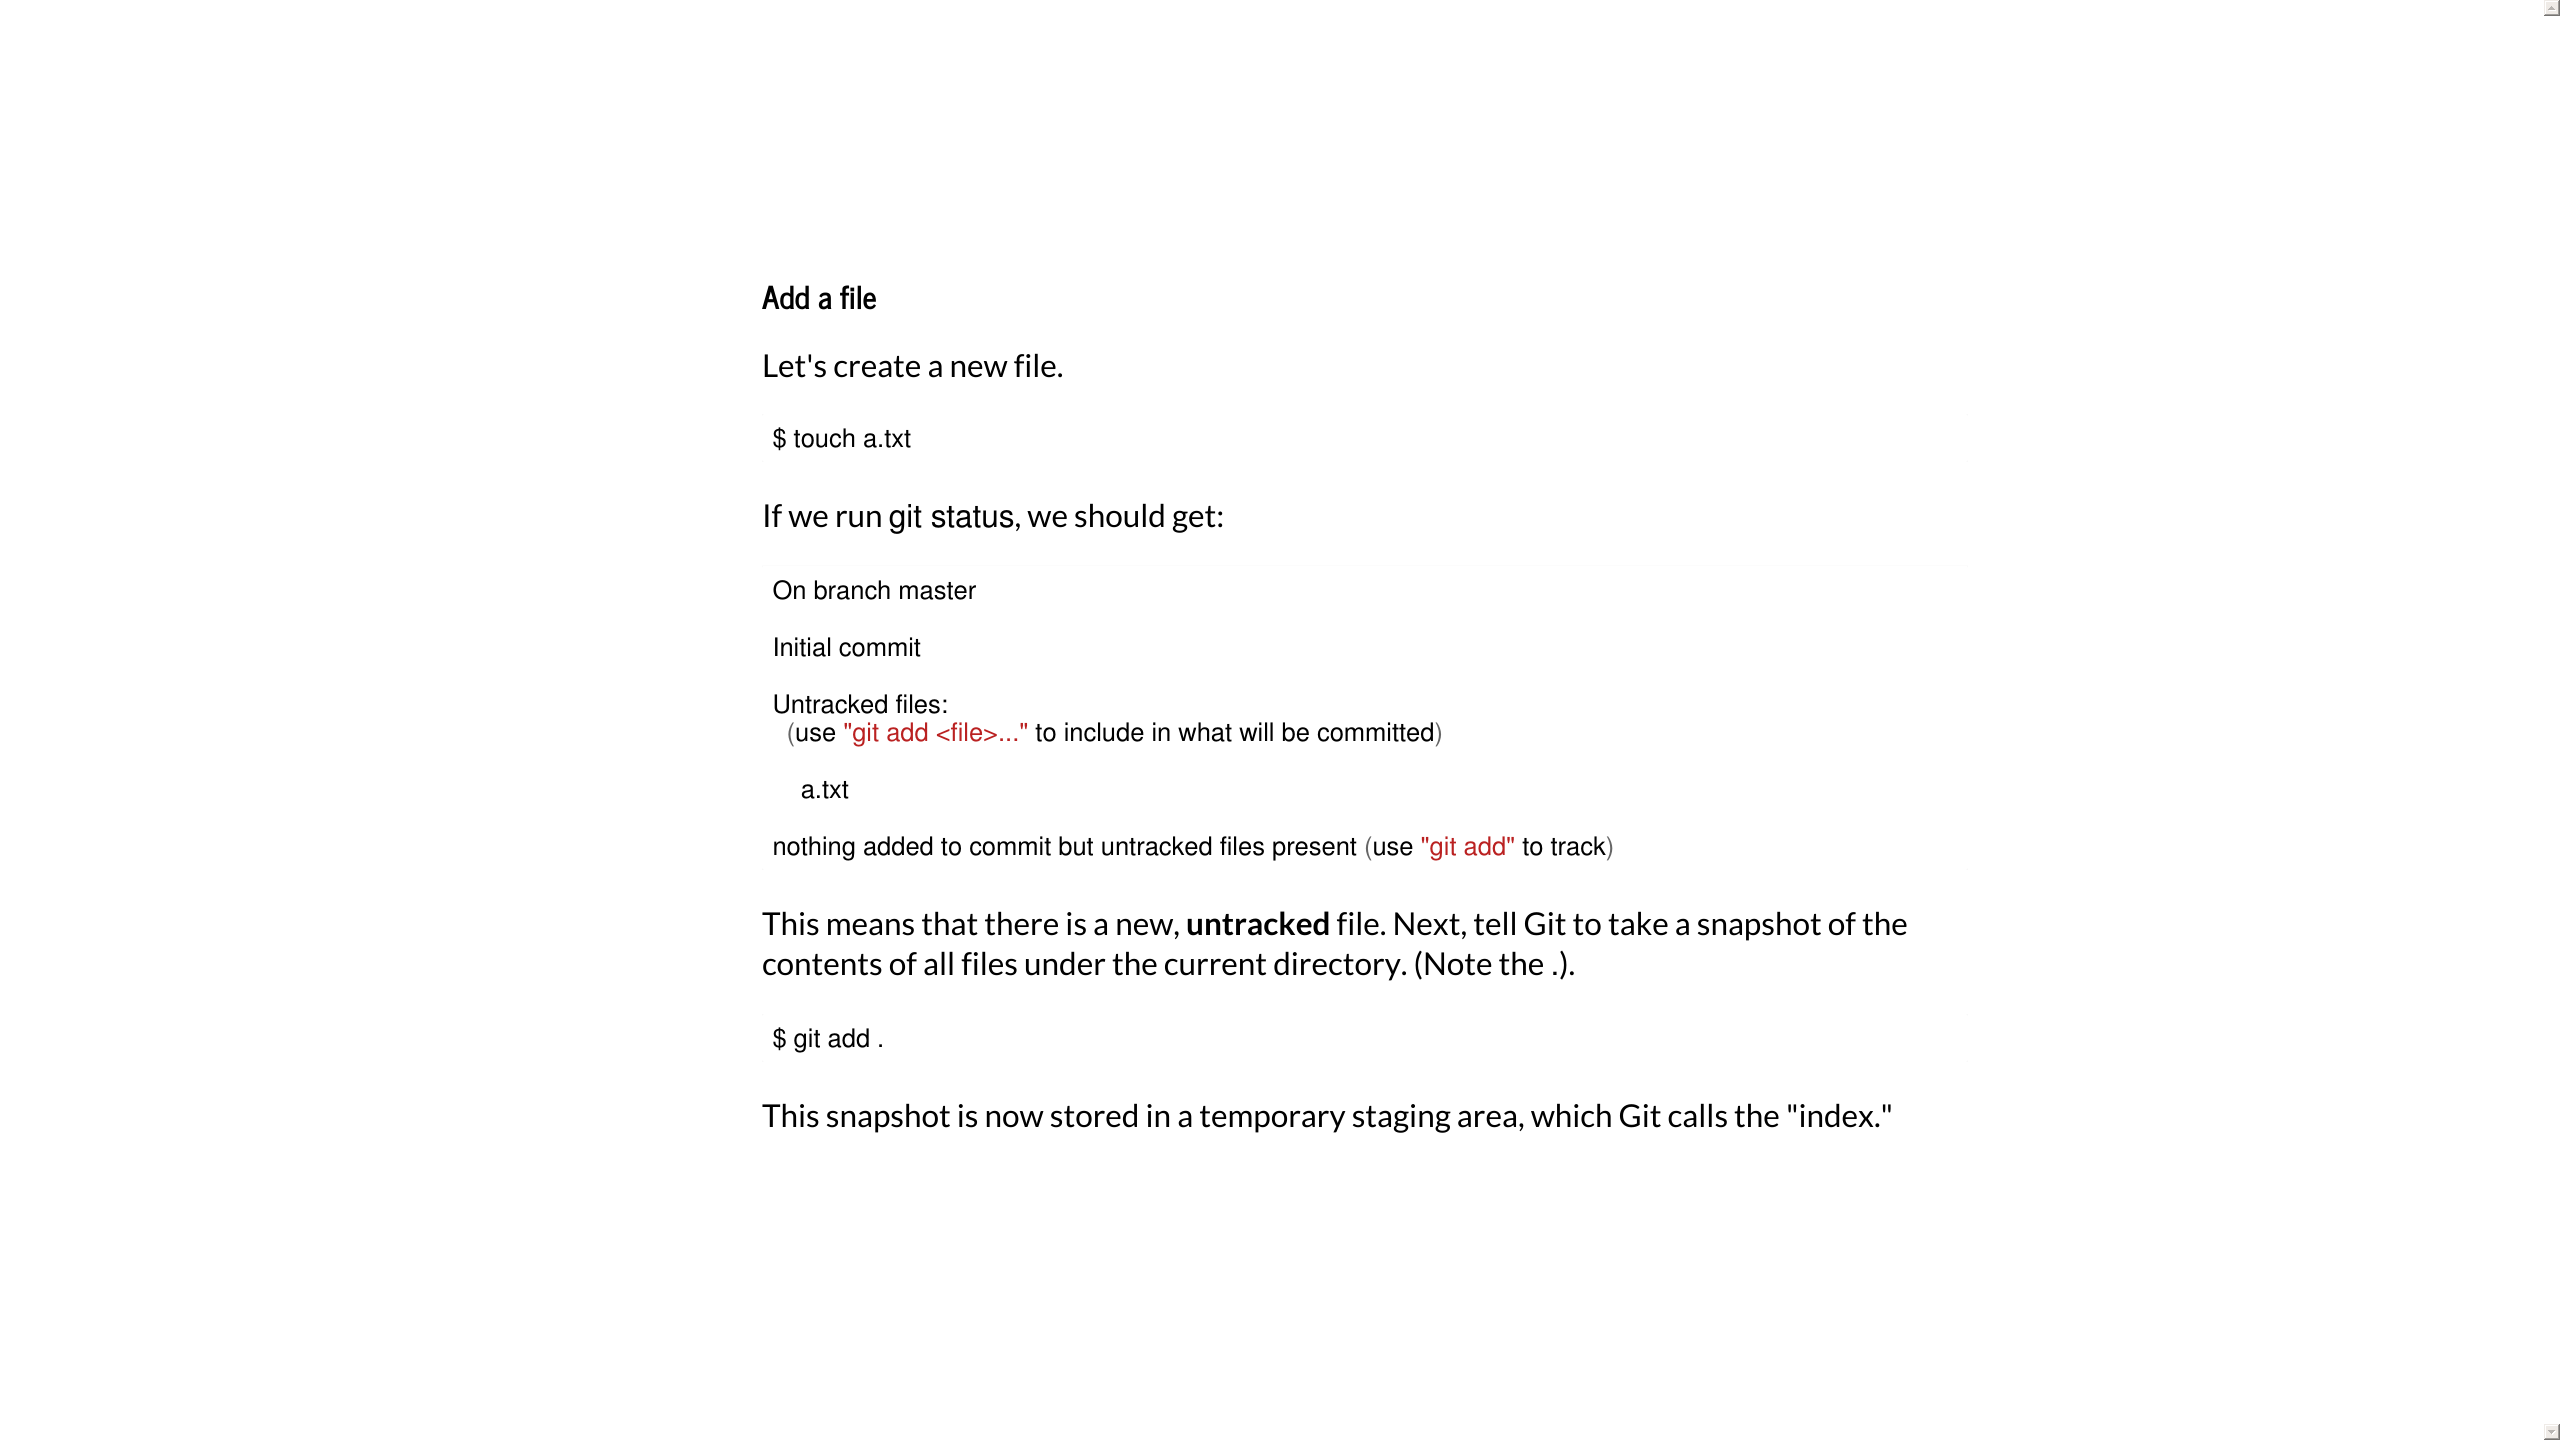 Add a file
Let's create a new file.
$ touch a.txt
If we run git status, we should get:
On branch master
Initial commit
Untracked files:
(use "git add <file>..." to include in what will be committed)
a.txt
nothing added to commit but untracked files present (use "git add" to track)
This means that there is a new, untracked file. Next, tell Git to take a snapshot of the
contents of all files under the current directory. (Note the .).
$ git add .
This snapshot is now stored in a temporary staging area, which Git calls the "index."